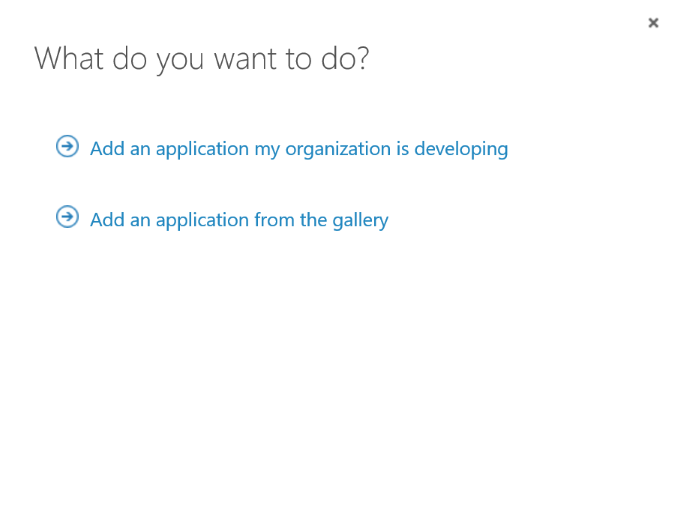 What do you want to do?
Add an application my organization is developing
Add an application from the gallery